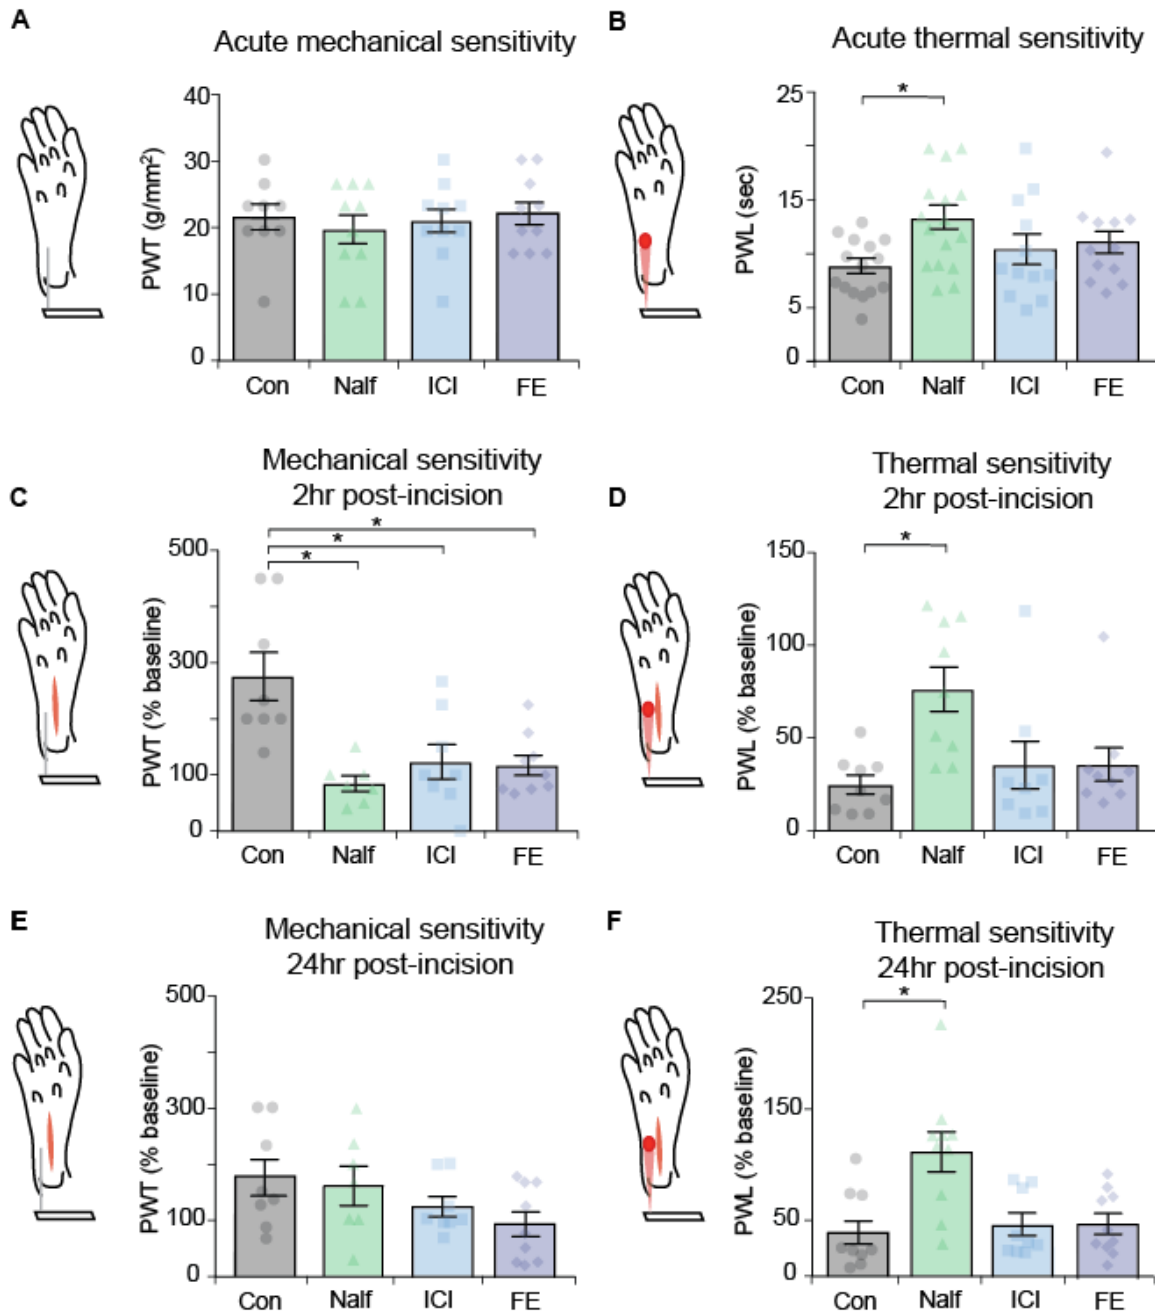 A
Acute mechanical sensitivity
PWT (g/mm²)
40
30
20
10
0
Con Nalf ICI FE
B
Acute thermal sensitivity
PWL (sec)
25
15
5
0
*
Con Nalf ICI FE
C
Mechanical sensitivity
2hr post-incision
PWT (% baseline)
500
300
100
0
*
*
*
Con Nalf ICI FE
D
Thermal sensitivity
2hr post-incision
PWL (% baseline)
150
100
50
0
*
Con Nalf ICI FE
E
Mechanical sensitivity
24hr post-incision
PWT (% baseline)
500
300
100
0
Con Nalf ICI FE
F
Thermal sensitivity
24hr post-incision
PWL (% baseline)
250
150
50
0
*
Con Nalf ICI FE